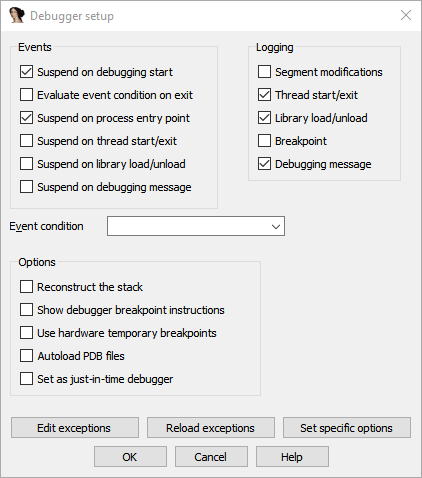 Debugger setup
Events
Suspend on debugging start
Evaluate event condition on exit
Suspend on process entry point
Suspend on thread start/exit
Suspend on library load/unload
Suspend on debugging message
Logging
Segment modifications
Thread start/exit
Library load/unload
Breakpoint
Debugging message
Event condition
Options
Reconstruct the stack
Show debugger breakpoint instructions
Use hardware temporary breakpoints
Autoload PDB files
Set as just-in-time debugger
Edit exceptions
Reload exceptions
Set specific options
OK
Cancel
Help